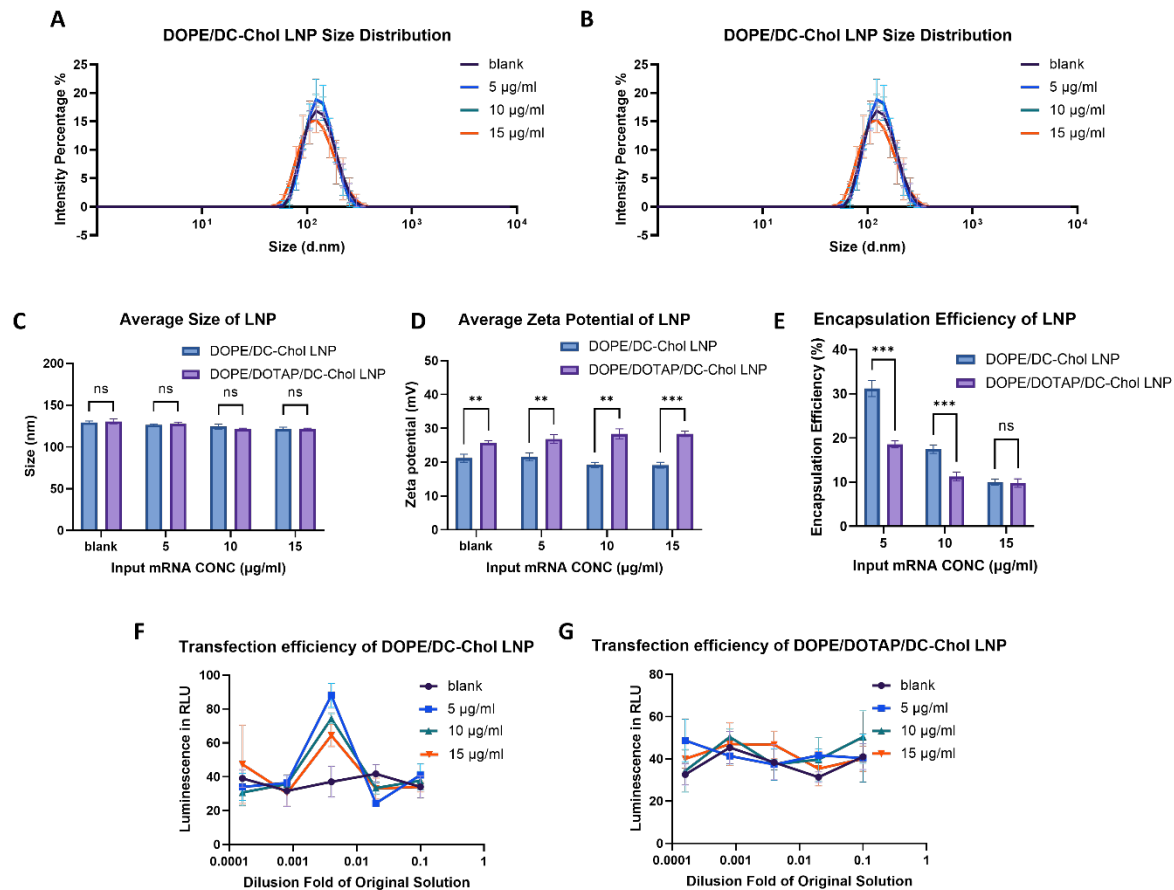 A
DOPE/DC-Chol LNP Size Distribution
25
20
15
10
5
0
-5
Intensity Percentage %
blank
5 µg/ml
10 µg/ml
15 µg/ml
10¹
10²
10³
10⁴
Size (d.nm)
B
DOPE/DC-Chol LNP Size Distribution
25
20
15
10
5
0
-5
Intensity Percentage %
blank
5 µg/ml
10 µg/ml
15 µg/ml
10¹
10²
10³
10⁴
Size (d.nm)
C
Average Size of LNP
DOPE/DC-Chol LNP
DOPE/DOTAP/DC-Chol LNP
200
150
100
50
0
Size (nm)
ns
ns
ns
ns
blank
5
10
15
Input mRNA CONC (µg/ml)
D
Average Zeta Potential of LNP
DOPE/DC-Chol LNP
DOPE/DOTAP/DC-Chol LNP
50
40
30
20
10
0
Zeta potential (mV)
**
**
**
***
blank
5
10
15
Input mRNA CONC (µg/ml)
E
Encapsulation Efficiency of LNP
DOPE/DC-Chol LNP
DOPE/DOTAP/DC-Chol LNP
40
30
20
10
0
Encapsulation Efficiency (%)
***
***
ns
5
10
15
Input mRNA CONC (µg/ml)
F
Transfection efficiency of DOPE/DC-Chol LNP
100
80
60
40
20
0
Luminescence in RLU
blank
5 µg/ml
10 µg/ml
15 µg/ml
0.0001
0.001
0.01
0.1
1
Dilusion Fold of Original Solution
G
Transfection efficiency of DOPE/DOTAP/DC-Chol LNP
80
60
40
20
0
Luminescence in RLU
blank
5 µg/ml
10 µg/ml
15 µg/ml
0.0001
0.001
0.01
0.1
1
Dilusion Fold of Original Solution